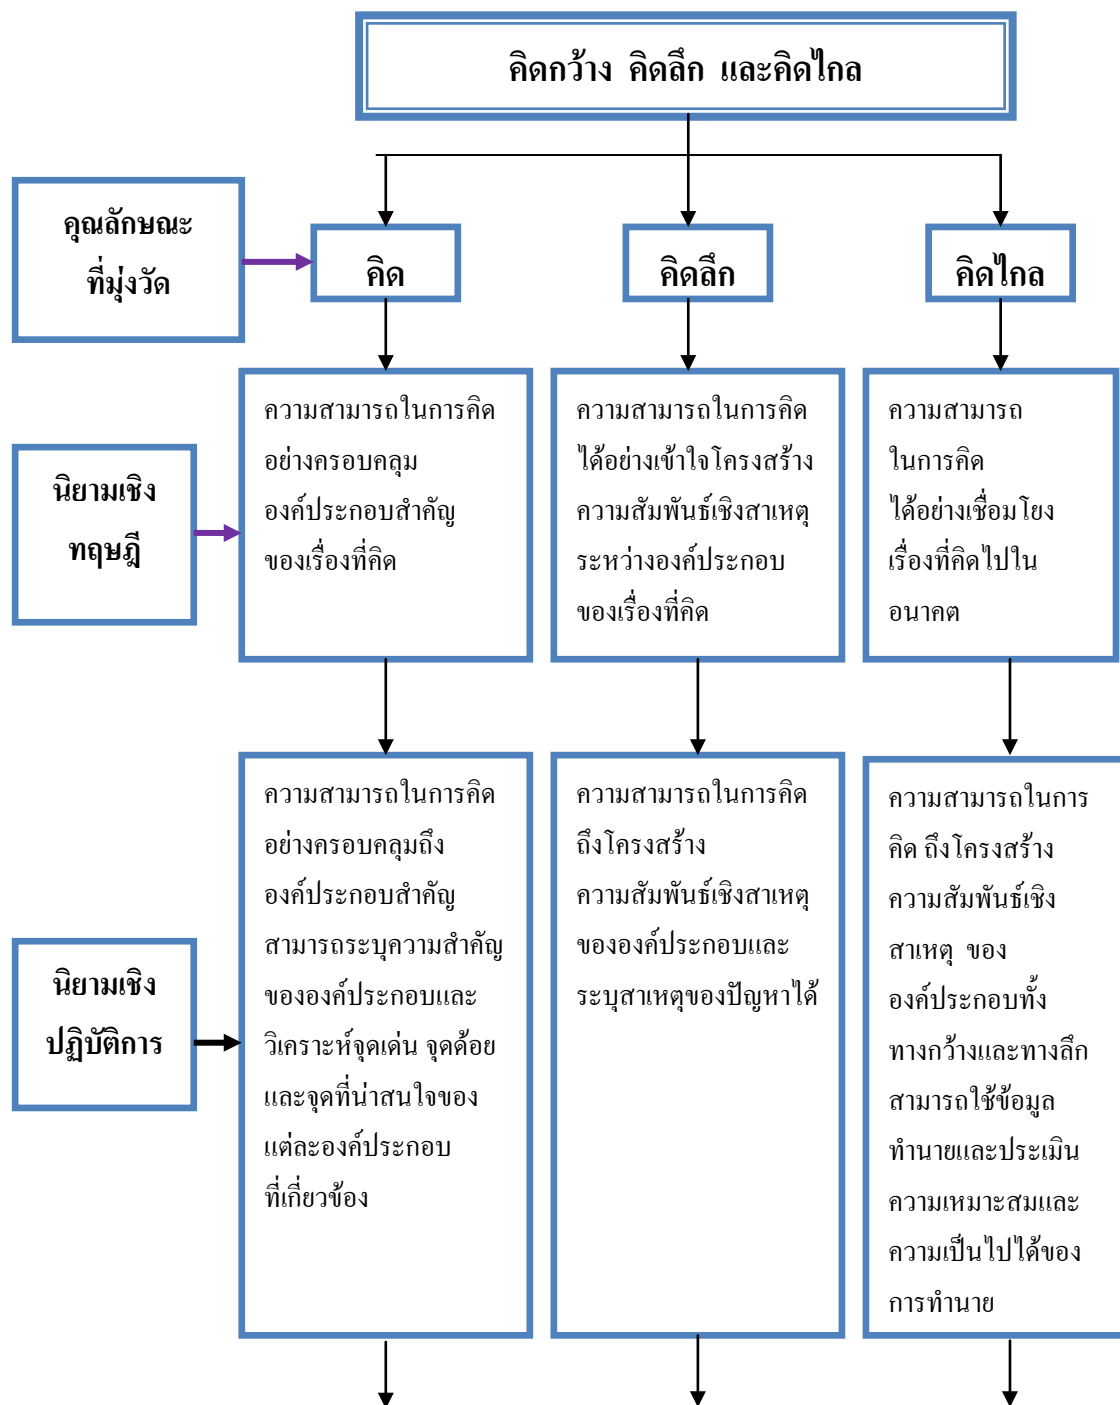 คิดกว้าง คิดลึก และคิดไกล
คุณลักษณะ
ที่มุ่งวัด
คิด
คิดลึก
คิดไกล
นิยามเชิง
ทฤษฎี
ความสามารถในการคิด
อย่างครอบคลุม
องค์ประกอบสำคัญ
ของเรื่องที่คิด
ความสามารถในการคิด
ได้อย่างเข้าใจโครงสร้าง
ความสัมพันธ์เชิงสาเหตุ
ระหว่างองค์ประกอบ
ของเรื่องที่คิด
ความสามารถ
ในการคิด
ได้อย่างเชื่อมโยง
เรื่องที่คิดไปใน
อนาคต
นิยามเชิง
ปฏิบัติการ
ความสามารถในการคิด
อย่างครอบคลุมถึง
องค์ประกอบสำคัญ
สามารถระบุความสำคัญ
ขององค์ประกอบและ
วิเคราะห์จุดเด่น จุดด้อย
และจุดที่น่าสนใจของ
แต่ละองค์ประกอบ
ที่เกี่ยวข้อง
ความสามารถในการคิด
ถึงโครงสร้าง
ความสัมพันธ์เชิงสาเหตุ
ขององค์ประกอบและ
ระบุสาเหตุของปัญหาได้
ความสามารถในการ
คิด ถึงโครงสร้าง
ความสัมพันธ์เชิง
สาเหตุ ของ
องค์ประกอบทั้ง
ทางกว้างและทางลึก
สามารถใช้ข้อมูล
ทำนายและประเมิน
ความเหมาะสมและ
ความเป็นไปได้ของ
การทำนาย